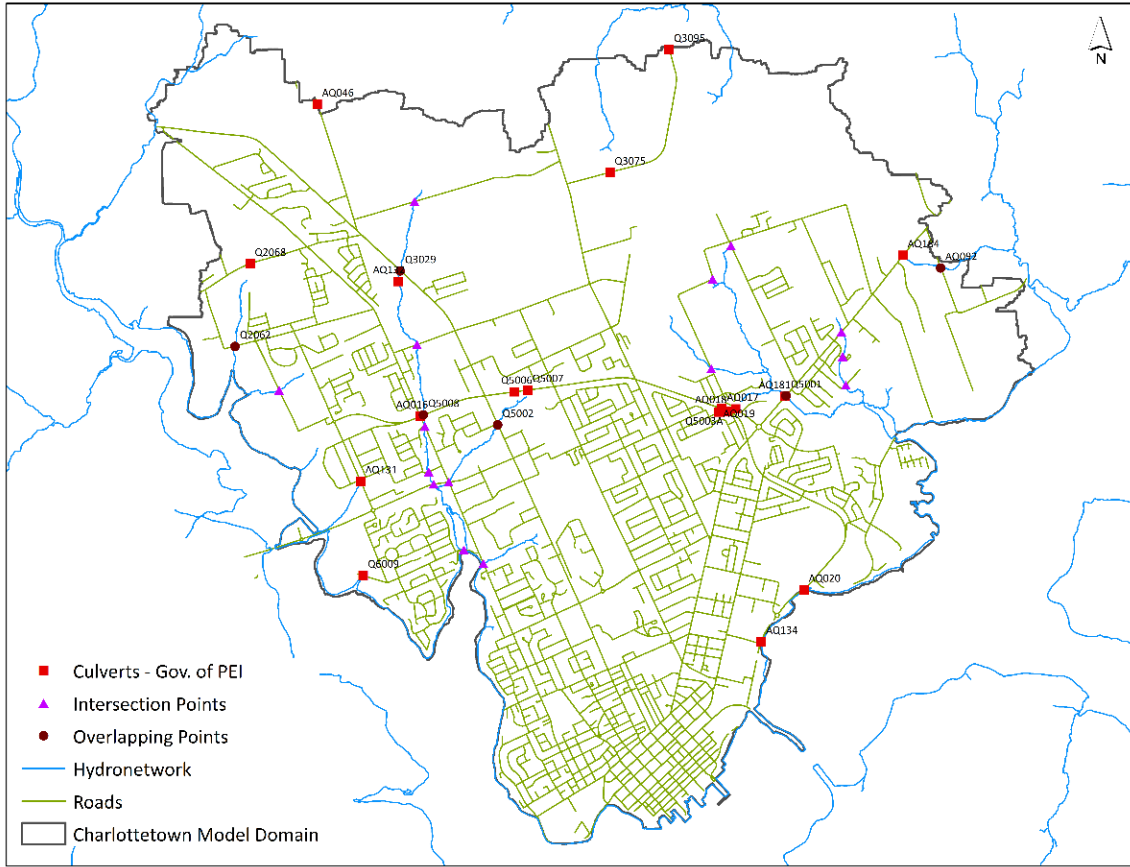 Q3095
N
AQ046
Q3075
AQ184
Q2068
Q3029
AQ092
AQ13
Q2062
Q5006
Q5007
AQ181
Q5001
AQ016
Q5008
AQ018
AQ017
Q5002
Q5003A
AQ019
AQ131
Q6009
AQ020
AQ134
Culverts - Gov. of PEI
Intersection Points
Overlapping Points
Hydronetwork
Roads
Charlottetown Model Domain